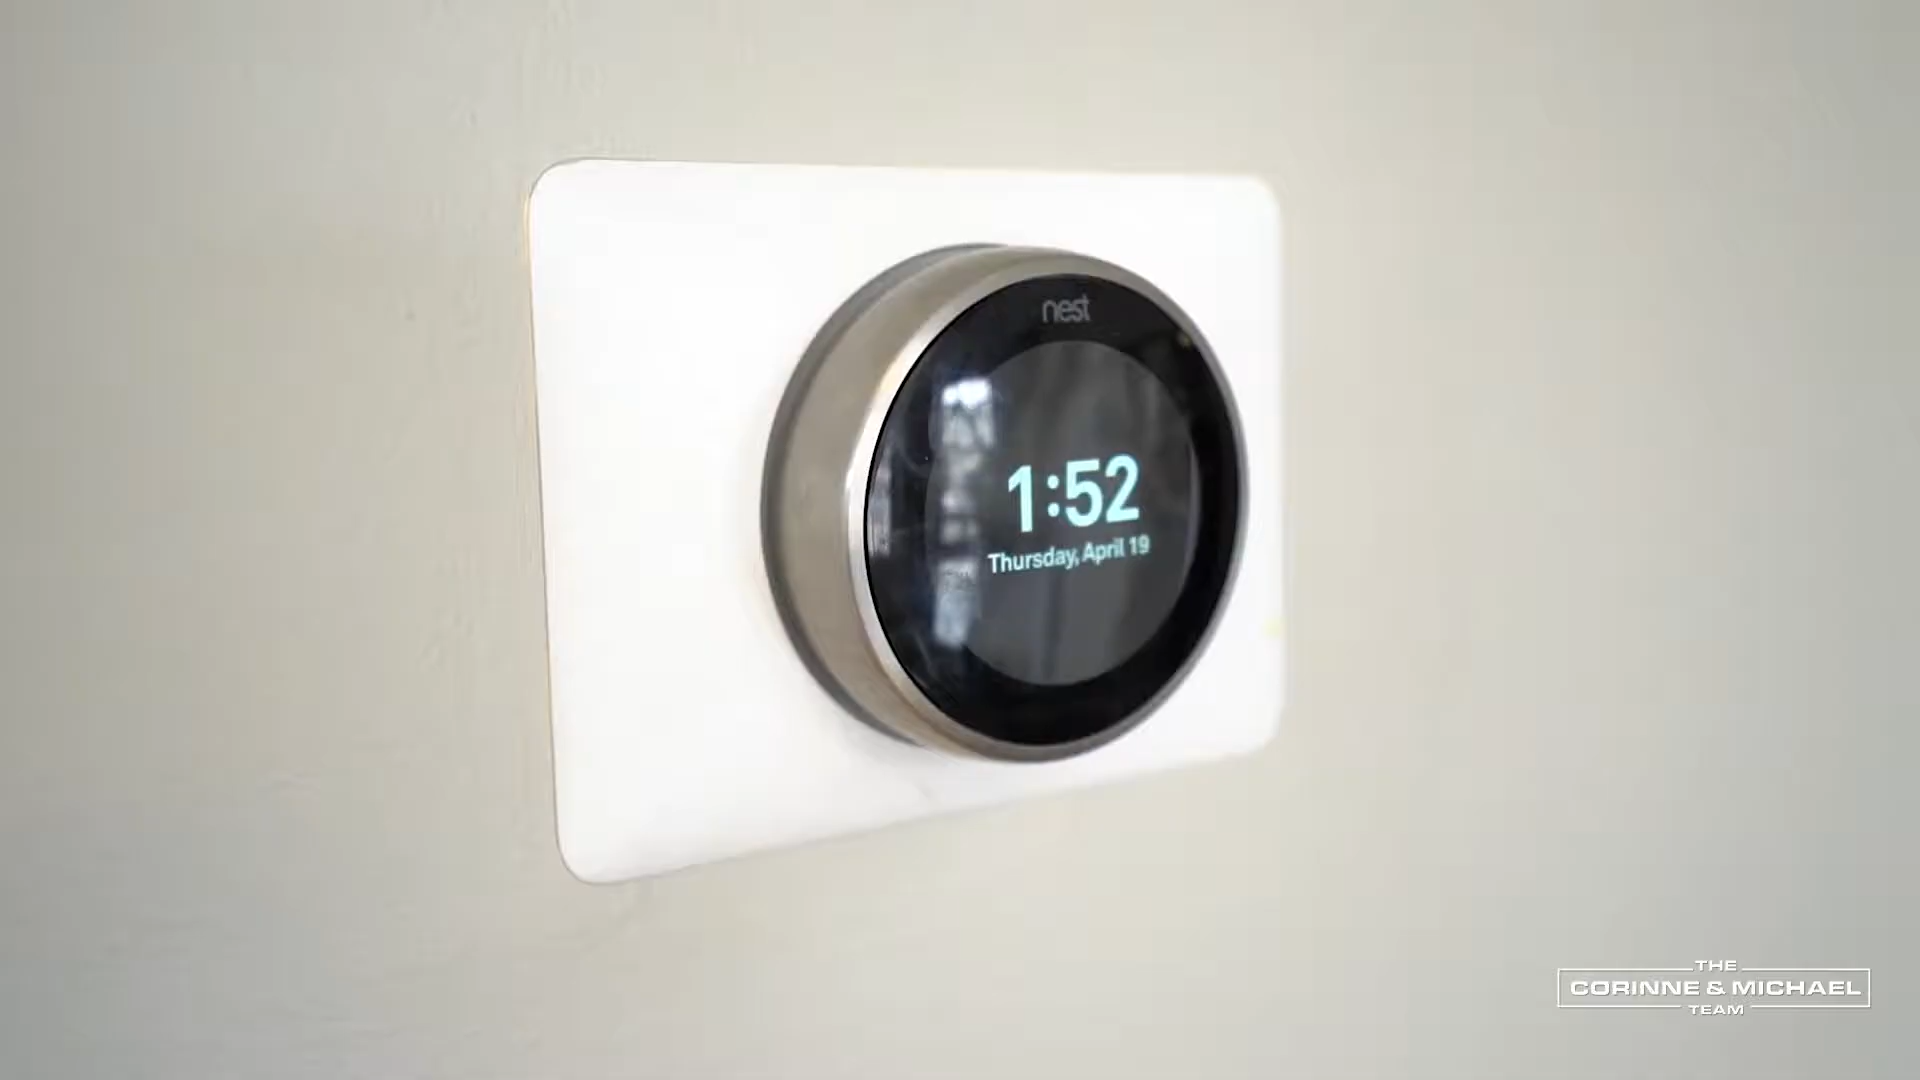 nest
1:52
Thursday, April 19
THE
CORINNE & MICHAEL
TEAM